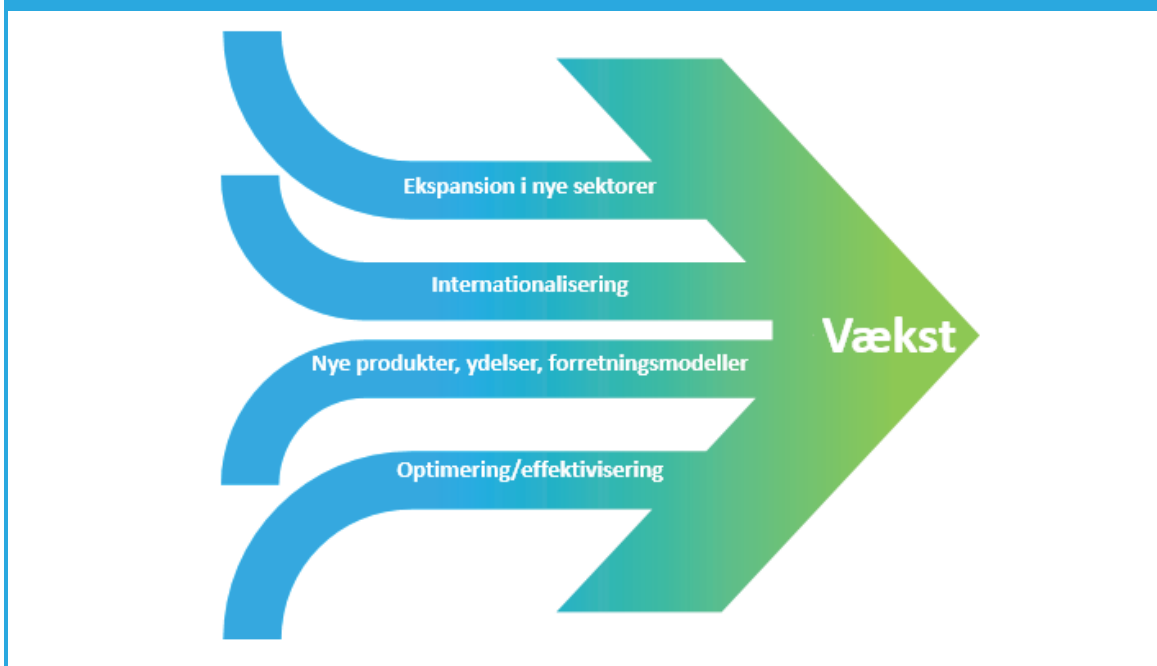 Ekspansion i nye sektorer
Internationalisering
Nye produkter, ydelser, forretningsmodeller
Optimering/effektivisering
Vækst